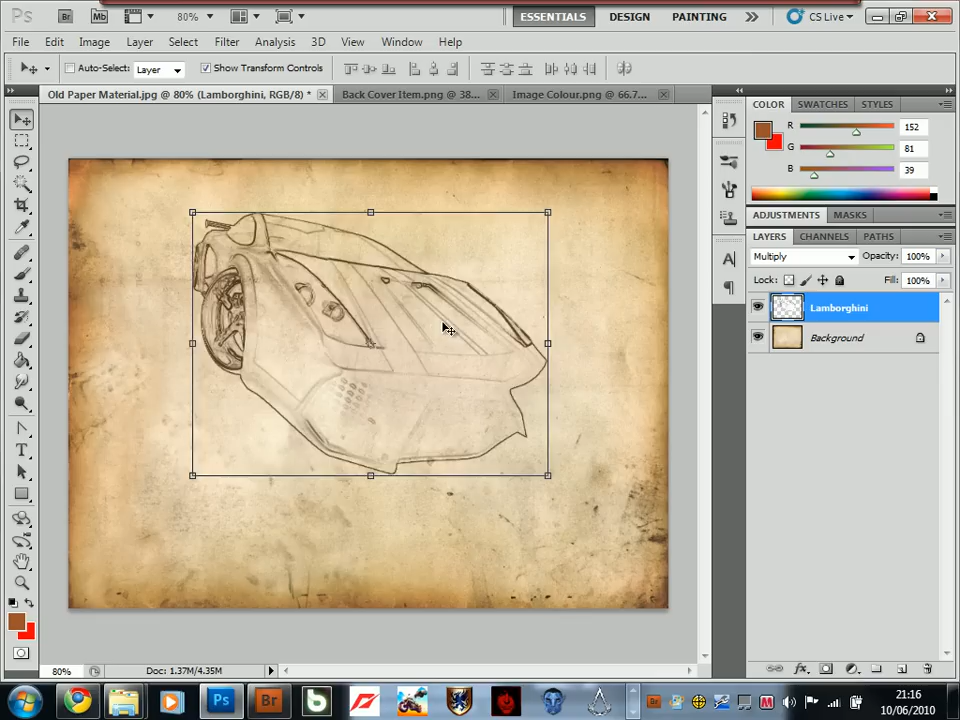 Ps Br Mb 80% ESSENTIALS DESIGN PAINTING CS Live
File Edit Image Layer Select Filter Analysis 3D View Window Help
Auto-Select: Layer Show Transform Controls
Old Paper Material.jpg @ 80% (Lamborghini, RGB/8) * Back Cover Item.png @ 38... Image Colour.png @ 66.7...
COLOR SWATCHES STYLES
R 152
G 81
B 39
ADJUSTMENTS MASKS
LAYERS CHANNELS PATHS
Multiply Opacity: 100%
Lock: Fill: 100%
Lamborghini
Background
80% Doc: 1.37M/4.35M
Ps Br
21:16
10/06/2010